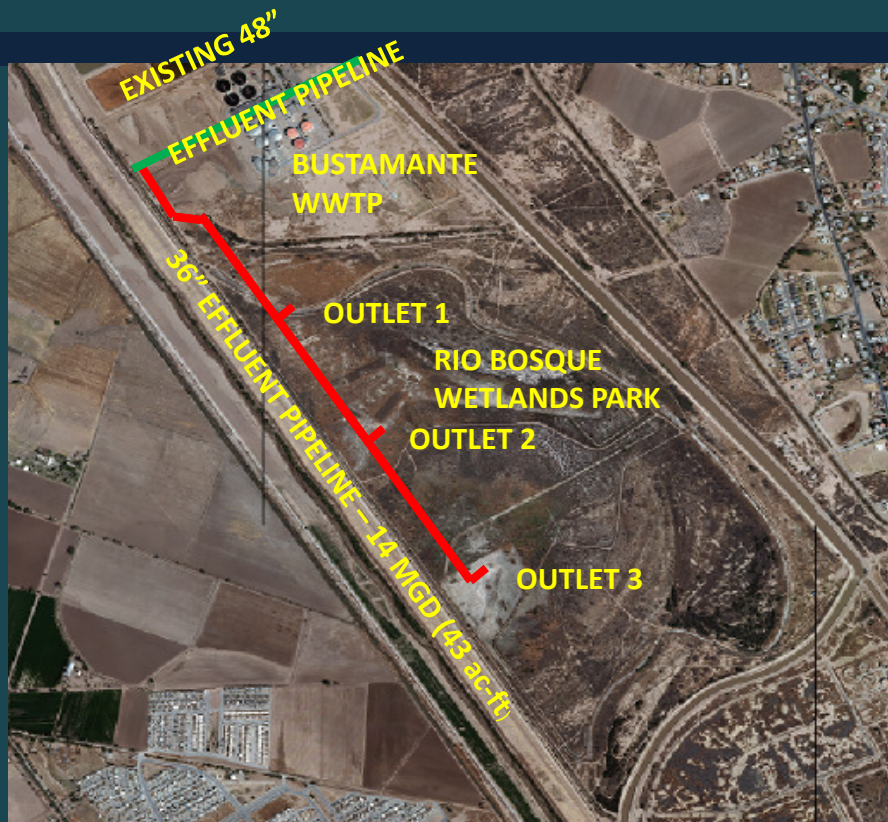 EXISTING 48”
EFFLUENT PIPELINE
BUSTAMANTE
WWTP
36” EFFLUENT PIPELINE – 14 MGD (43 ac-ft)
OUTLET 1
RIO BOSQUE
WETLANDS PARK
OUTLET 2
OUTLET 3